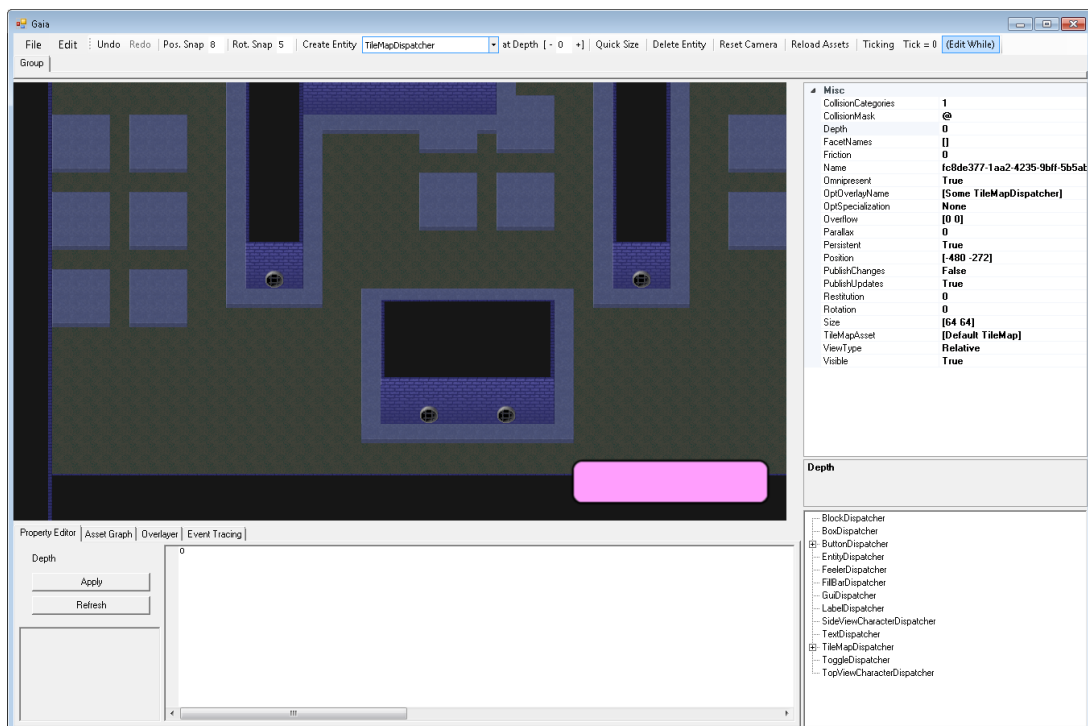 Gaia
File Edit Undo Redo Pos. Snap 8 Rot. Snap 5 Create Entity TileMapDispatcher at Depth [ - 0 +] Quick Size Delete Entity Reset Camera Reload Assets Ticking Tick = 0 (Edit While)
Group
Misc
CollisionCategories 1
CollisionMask @
Depth 0
FacetNames []
Friction 0
Name fc8de377-1aa2-4235-9bff-5b5ab
Omnipresent True
OptOverlayName [Some TileMapDispatcher]
OptSpecialization None
Overflow [0 0]
Parallax 0
Persistent True
Position [-480 -272]
PublishChanges False
PublishUpdates True
Restitution 0
Rotation 0
Size [64 64]
TileMapAsset [Default TileMap]
ViewType Relative
Visible True
Depth
Property Editor Asset Graph Overlayer Event Tracing
Depth
Apply
Refresh
0
BlockDispatcher
BoxDispatcher
ButtonDispatcher
EntityDispatcher
FeelerDispatcher
FillBarDispatcher
GuiDispatcher
LabelDispatcher
SideViewCharacterDispatcher
TextDispatcher
TileMapDispatcher
ToggleDispatcher
TopViewCharacterDispatcher